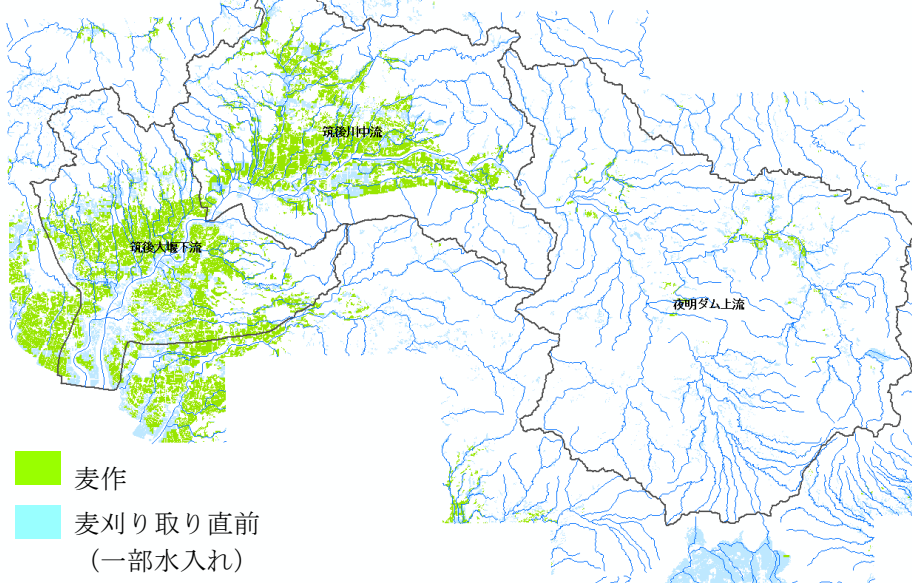 筑後川中流
筑後大堰下流
夜明ダム上流
麦作
麦刈り取り直前
（一部水入れ）